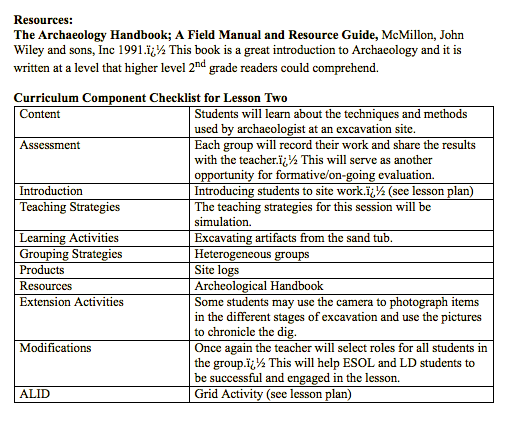 Resources:
The Archaeology Handbook; A Field Manual and Resource Guide, McMillon, John
Wiley and sons, Inc 1991.ï¿½ This book is a great introduction to Archaeology and it is
written at a level that higher level 2nd grade readers could comprehend.
Curriculum Component Checklist for Lesson Two
Content Students will learn about the techniques and methods
used by archaeologist at an excavation site.
Assessment Each group will record their work and share the results
with the teacher.ï¿½ This will serve as another
opportunity for formative/on-going evaluation.
Introduction Introducing students to site work.ï¿½ (see lesson plan)
Teaching Strategies The teaching strategies for this session will be
simulation.
Learning Activities Excavating artifacts from the sand tub.
Grouping Strategies Heterogeneous groups
Products Site logs
Resources Archeological Handbook
Extension Activities Some students may use the camera to photograph items
in the different stages of excavation and use the pictures
to chronicle the dig.
Modifications Once again the teacher will select roles for all students in
the group.ï¿½ This will help ESOL and LD students to
be successful and engaged in the lesson.
ALID Grid Activity (see lesson plan)